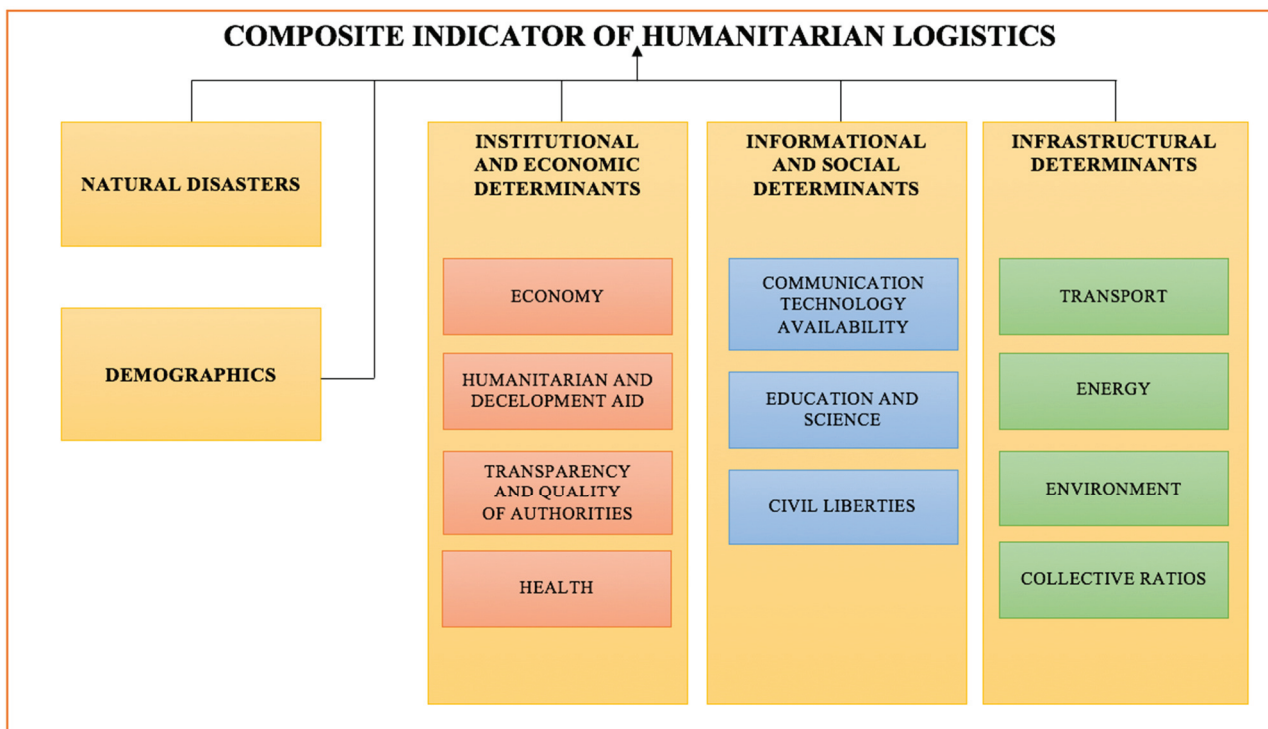 COMPOSITE INDICATOR OF HUMANITARIAN LOGISTICS
NATURAL DISASTERS
DEMOGRAPHICS
INSTITUTIONAL
AND ECONOMIC
DETERMINANTS
ECONOMY
HUMANITARIAN AND
DECELOPMENT AID
TRANSPARENCY
AND QUALITY
OF AUTHORITIES
HEALTH
INFORMATIONAL
AND SOCIAL
DETERMINANTS
COMMUNICATION
TECHNOLOGY
AVAILABILITY
EDUCATION AND
SCIENCE
CIVIL LIBERTIES
INFRASTRUCTURAL
DETERMINANTS
TRANSPORT
ENERGY
ENVIRONMENT
COLLECTIVE RATIOS